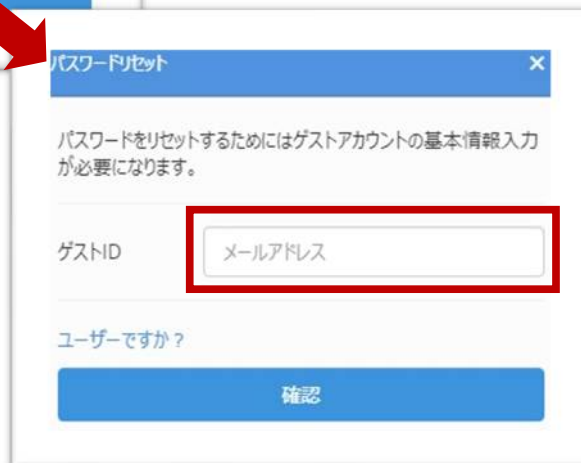 パスワードリセット ×
パスワードをリセットするためにはゲストアカウントの基本情報入力
が必要になります。
ゲストID メールアドレス
ユーザーですか？
確認